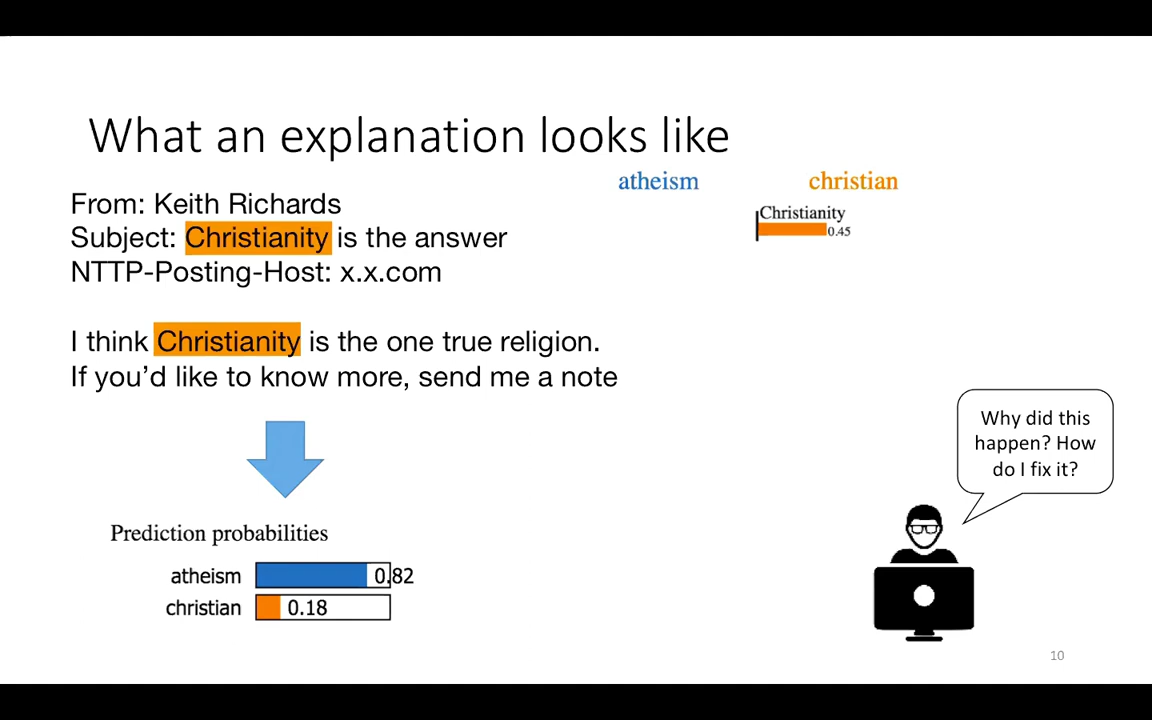 What an explanation looks like
atheism
christian
From: Keith Richards
Subject: Christianity is the answer
NTTP-Posting-Host: x.x.com
Christianity
0.45
I think Christianity is the one true religion.
If you’d like to know more, send me a note
Why did this
happen? How
do I fix it?
Prediction probabilities
atheism 0.82
christian 0.18
10